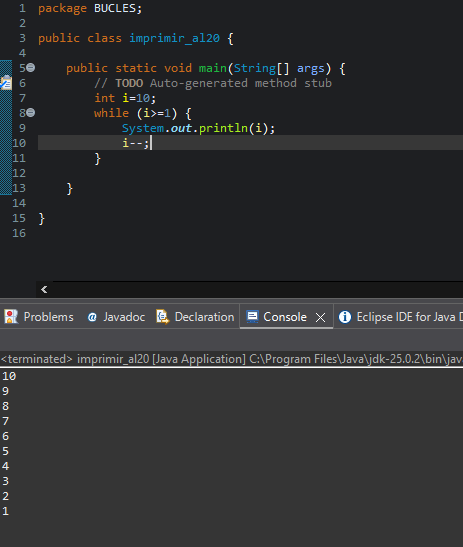 1 package BUCLES;
2
3 public class imprimir_al20 {
4
5     public static void main(String[] args) {
6         // TODO Auto-generated method stub
7         int i=10;
8         while (i>=1) {
9             System.out.println(i);
10             i--;
11         }
12
13     }
14
15 }
16
Problems @ Javadoc Declaration Console Eclipse IDE for Java D
<terminated> imprimir_al20 [Java Application] C:\Program Files\Java\jdk-25.0.2\bin\jav
10
9
8
7
6
5
4
3
2
1